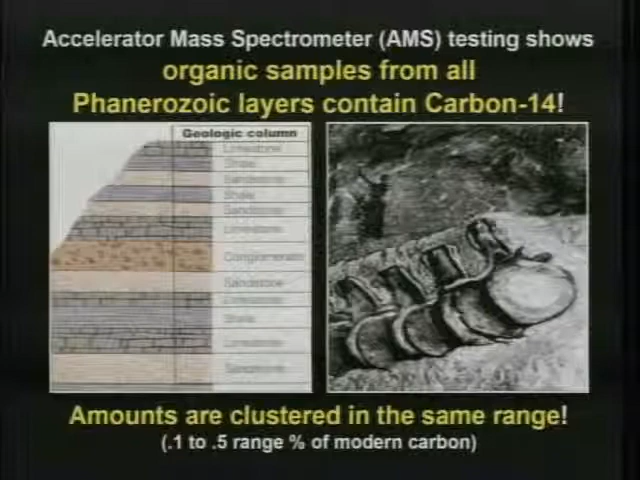 Accelerator Mass Spectrometer (AMS) testing shows
organic samples from all
Phanerozoic layers contain Carbon-14!
Geologic column
Limestone
Shale
Sandstone
Shale
Sandstone
Limestone
Conglomerate
Sandstone
Limestone
Shale
Limestone
Sandstone
Amounts are clustered in the same range!
(.1 to .5 range % of modern carbon)